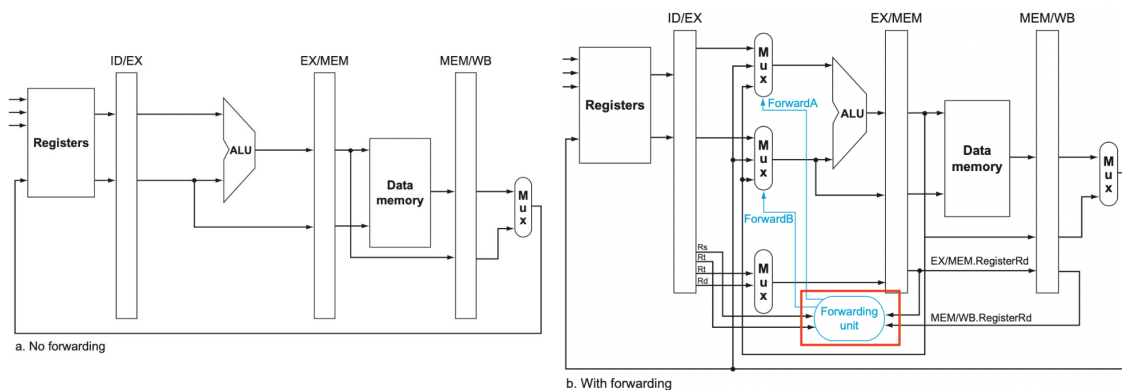 ID/EX
EX/MEM
MEM/WB
Registers
ALU
Data
memory
M
u
x
a. No forwarding
ID/EX
EX/MEM
MEM/WB
Registers
M
u
x
ForwardA
ALU
M
u
x
Data
memory
M
u
x
ForwardB
Rs
Rt
Rt
Rd
M
u
x
EX/MEM.RegisterRd
Forwarding
unit
MEM/WB.RegisterRd
b. With forwarding